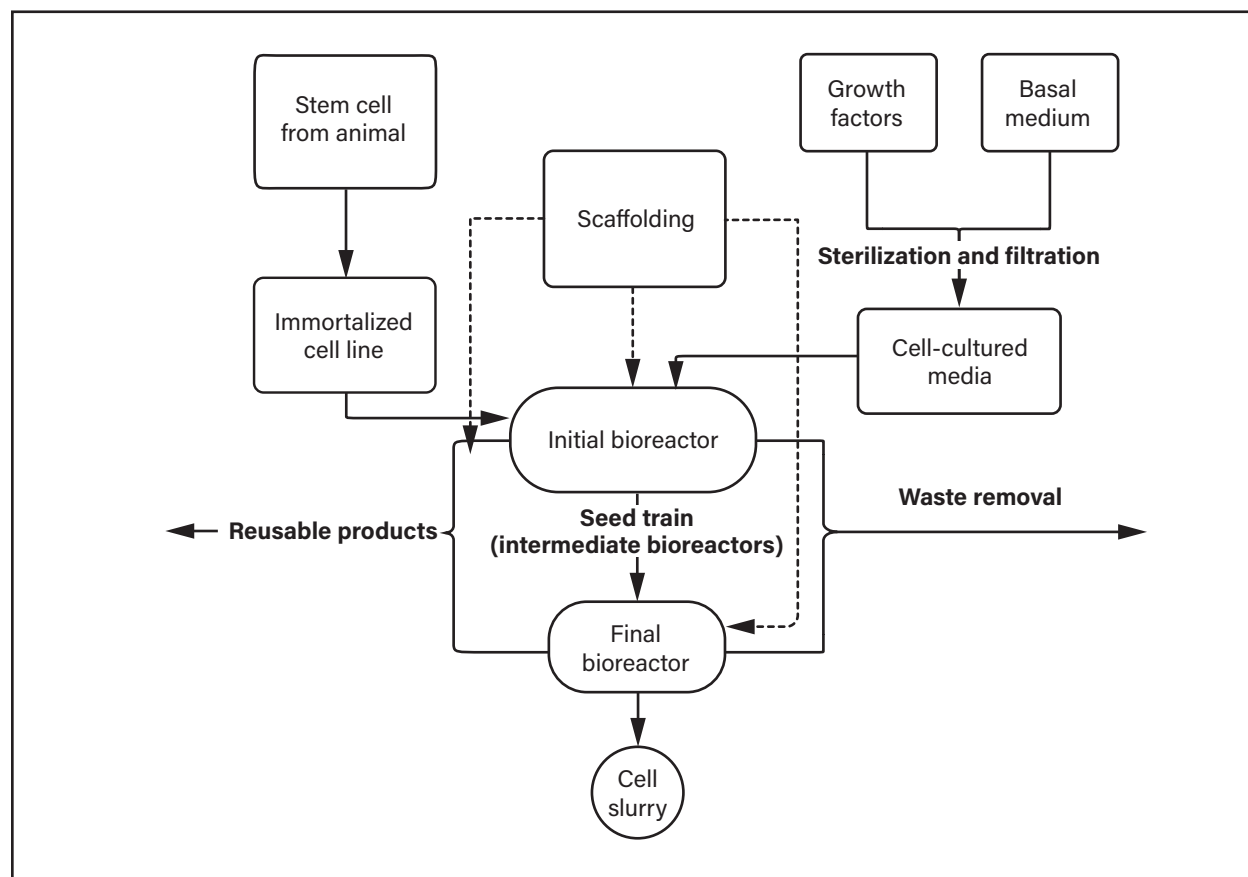 Stem cell
from animal
Growth
factors
Basal
medium
Scaffolding
Sterilization and filtration
Immortalized
cell line
Cell-cultured
media
Initial bioreactor
Waste removal
Reusable products
Seed train
(intermediate bioreactors)
Final
bioreactor
Cell
slurry